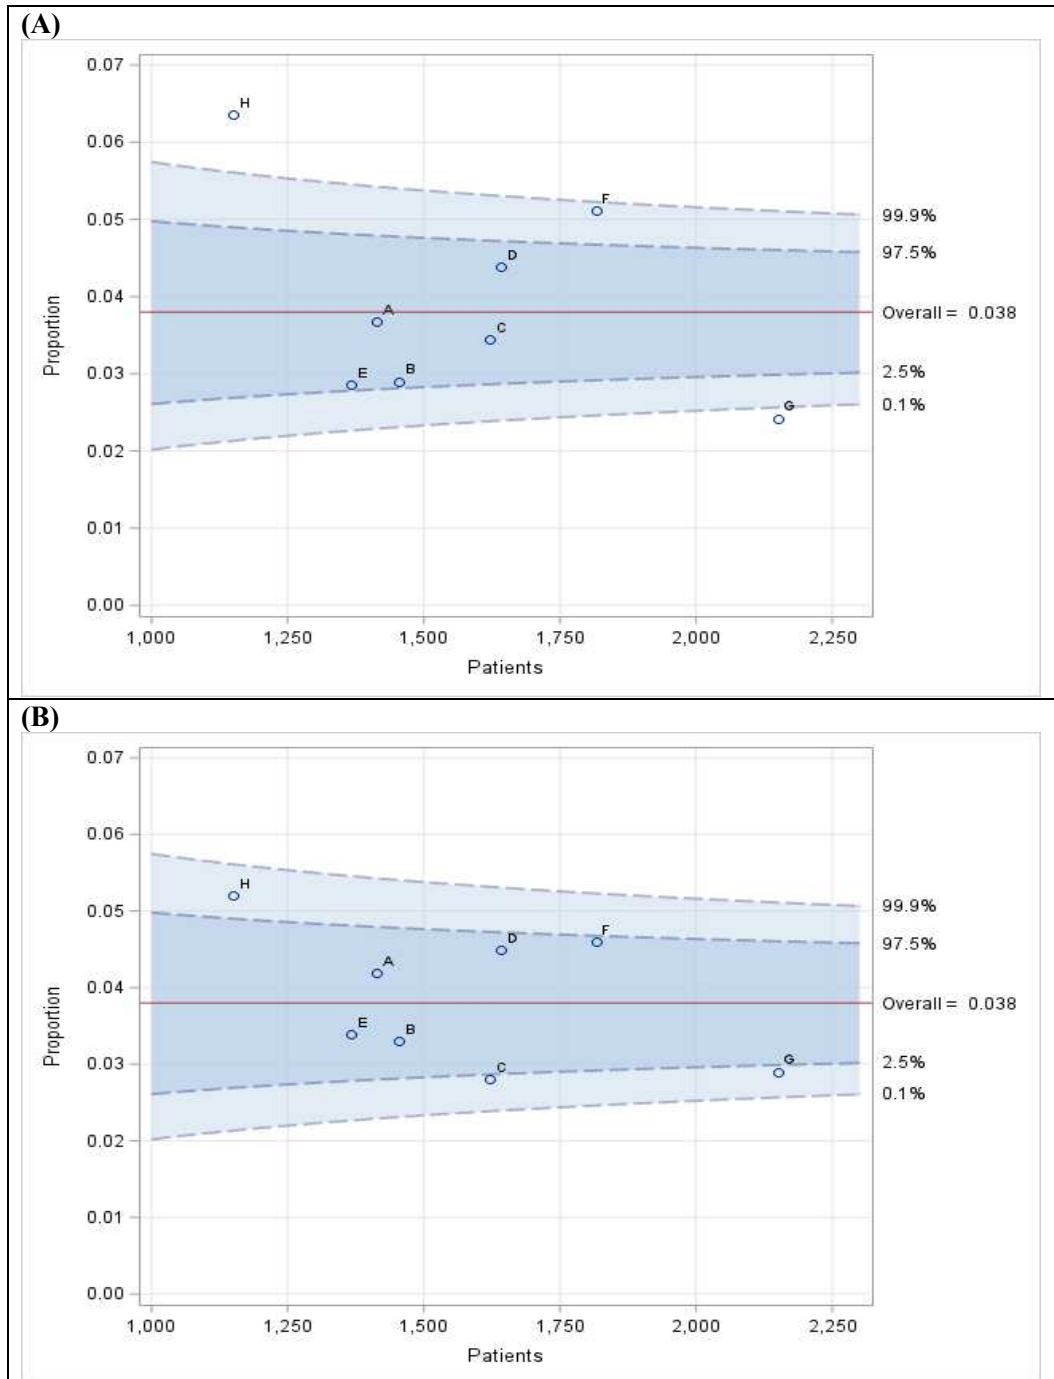 (A)
0.07
H
0.06
F
0.05
99.9%
97.5%
D
0.04
A
Overall = 0.038
C
Proportion
0.03
E
B
2.5%
G
0.1%
0.02
0.01
0.00
1,000 1,250 1,500 1,750 2,000 2,250
Patients
(B)
0.07
0.06
H
0.05
99.9%
97.5%
D
F
0.04
A
Overall = 0.038
Proportion
E
B
0.03
C
G
2.5%
0.1%
0.02
0.01
0.00
1,000 1,250 1,500 1,750 2,000 2,250
Patients